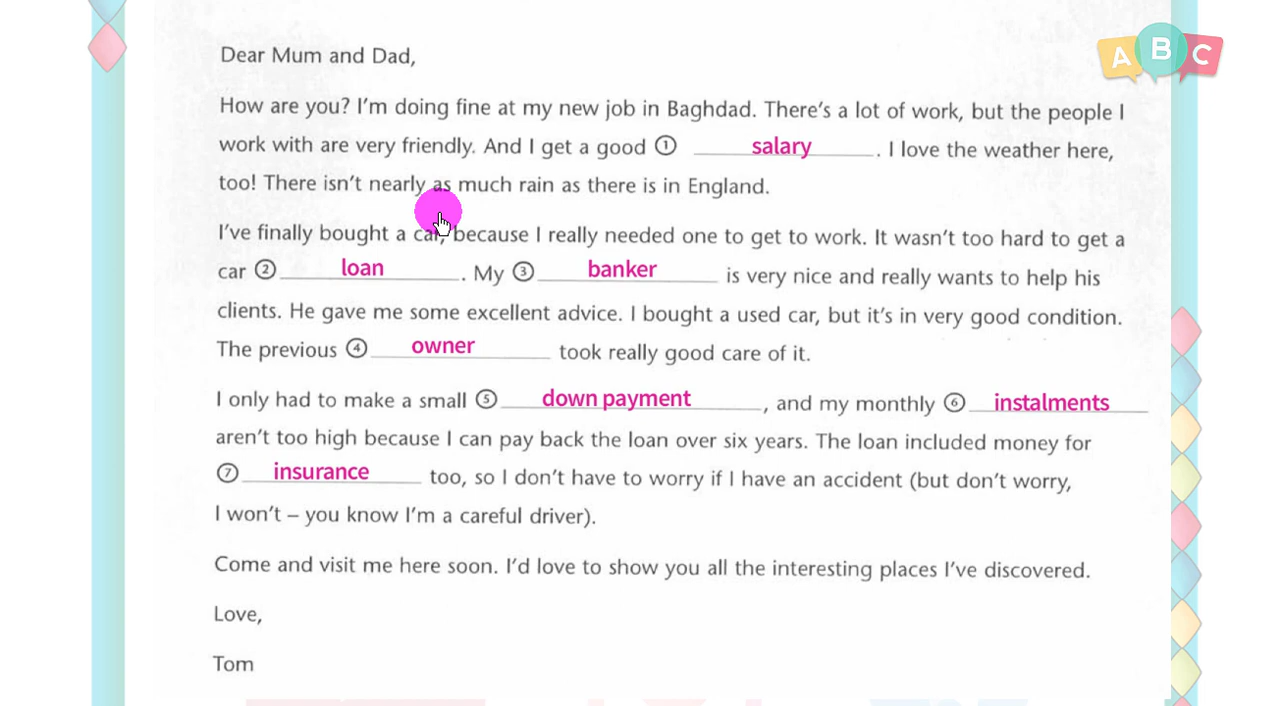 A B C
Dear Mum and Dad,
How are you? I'm doing fine at my new job in Baghdad. There's a lot of work, but the people I
work with are very friendly. And I get a good ① salary . I love the weather here,
too! There isn't nearly as much rain as there is in England.
I've finally bought a car, because I really needed one to get to work. It wasn't too hard to get a
car ② loan . My ③ banker is very nice and really wants to help his
clients. He gave me some excellent advice. I bought a used car, but it's in very good condition.
The previous ④ owner took really good care of it.
I only had to make a small ⑤ down payment , and my monthly ⑥ instalments
aren't too high because I can pay back the loan over six years. The loan included money for
⑦ insurance too, so I don't have to worry if I have an accident (but don't worry,
I won't – you know I'm a careful driver).
Come and visit me here soon. I'd love to show you all the interesting places I've discovered.
Love,
Tom